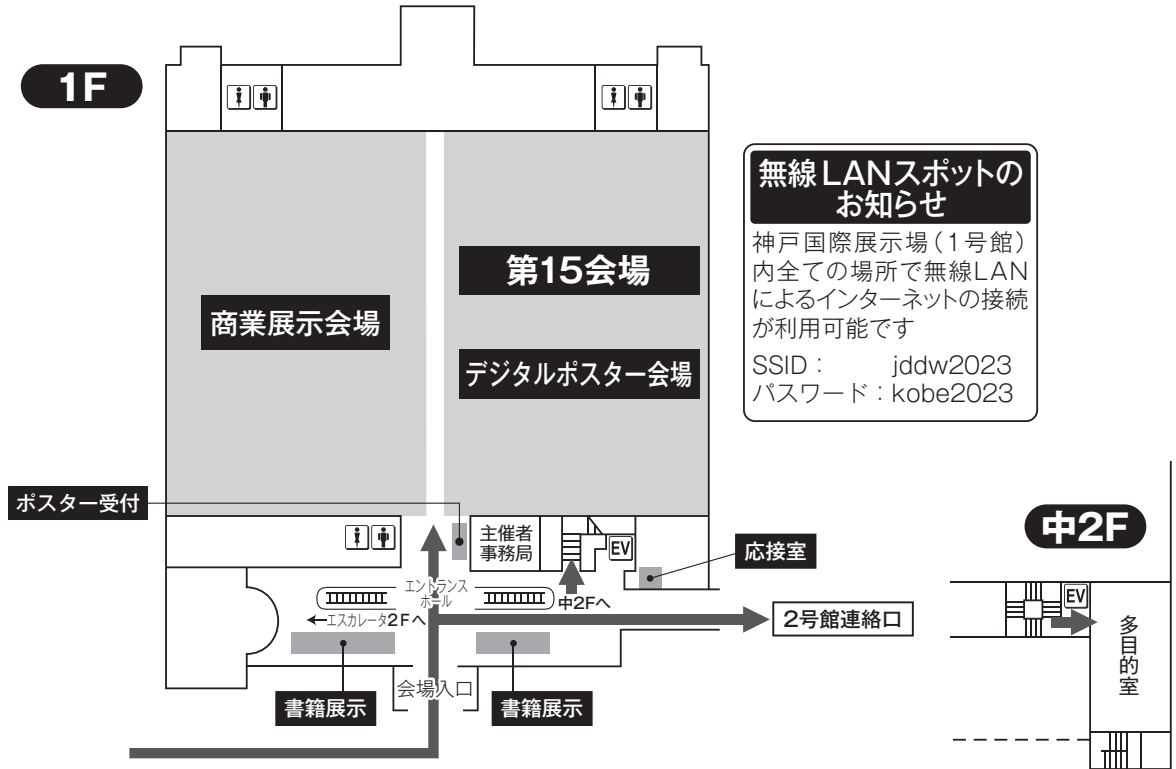 1F
無線LANスポットの
お知らせ
神戸国際展示場(1号館)
内全ての場所で無線LAN
によるインターネットの接続
が利用可能です
SSID： jddw2023
パスワード：kobe2023
第15会場
商業展示会場
デジタルポスター会場
ポスター受付
主催者
事務局
EV
応接室
エントランス
ホール
中2Fへ
←エスカレータ2Fへ
2号館連絡口
会場入口
書籍展示
書籍展示
中2F
EV
多目的室